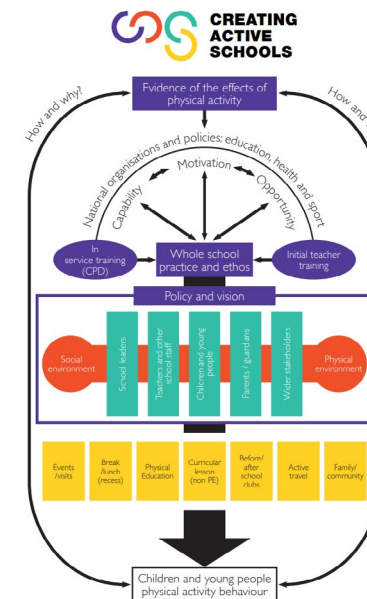 CREATING
ACTIVE
SCHOOLS
Evidence of the effects of
physical activity
How and why?
How and
National organisations and policies: education, health and sport
Motivation
Capability
Opportunity
In
service training
(CPD)
Whole school
practice and ethos
Initial teacher
training
Policy and vision
Social
environment
School leaders
Teachers and other
school staff
Children and young
people
Parents / guardians
Wider stakeholders
Physical
environment
Events
/visits
Break
/lunch
(recess)
Physical
Education
Curricular
lesson
(non PE)
Before/
after
school
clubs
Active
travel
Family/
community
Children and young people
physical activity behaviour